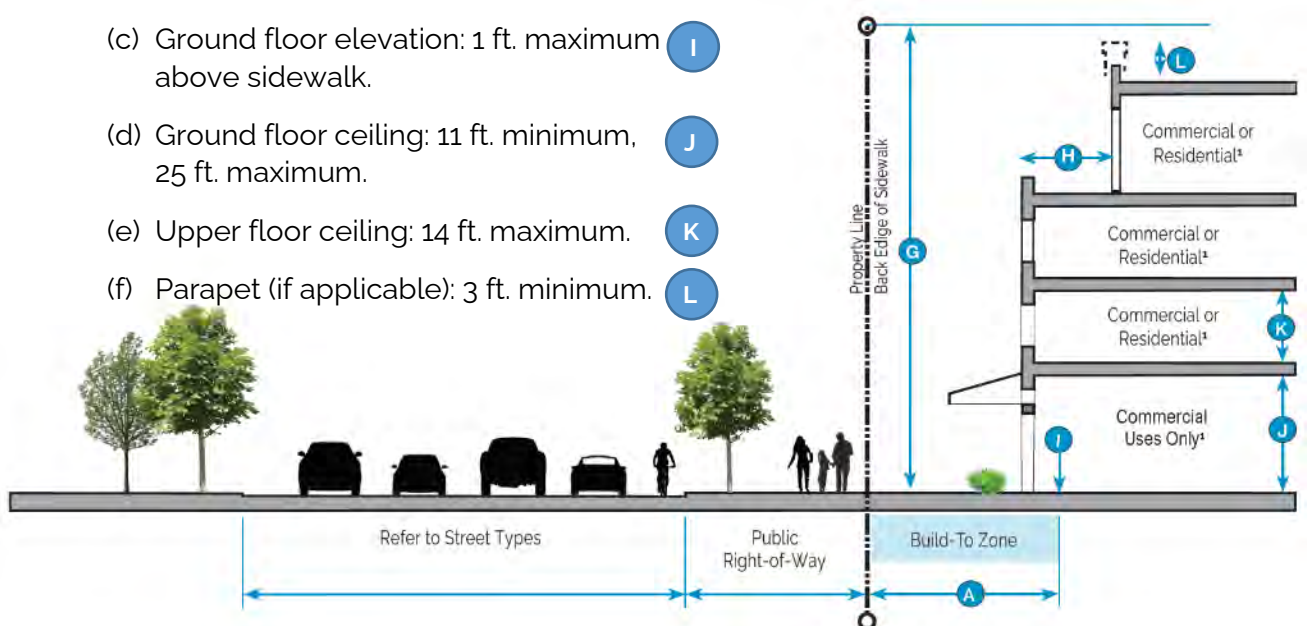 (c) Ground floor elevation: 1 ft. maximum above sidewalk. I
(d) Ground floor ceiling: 11 ft. minimum, 25 ft. maximum. J
(e) Upper floor ceiling: 14 ft. maximum. K
(f) Parapet (if applicable): 3 ft. minimum. L
L
Commercial or
Residential¹
H
Property Line
Back Edge of Sidewalk
G
Commercial or
Residential¹
Commercial or
Residential¹
K
Commercial
Uses Only¹
I
J
Refer to Street Types
Public
Right-of-Way
Build-To Zone
A